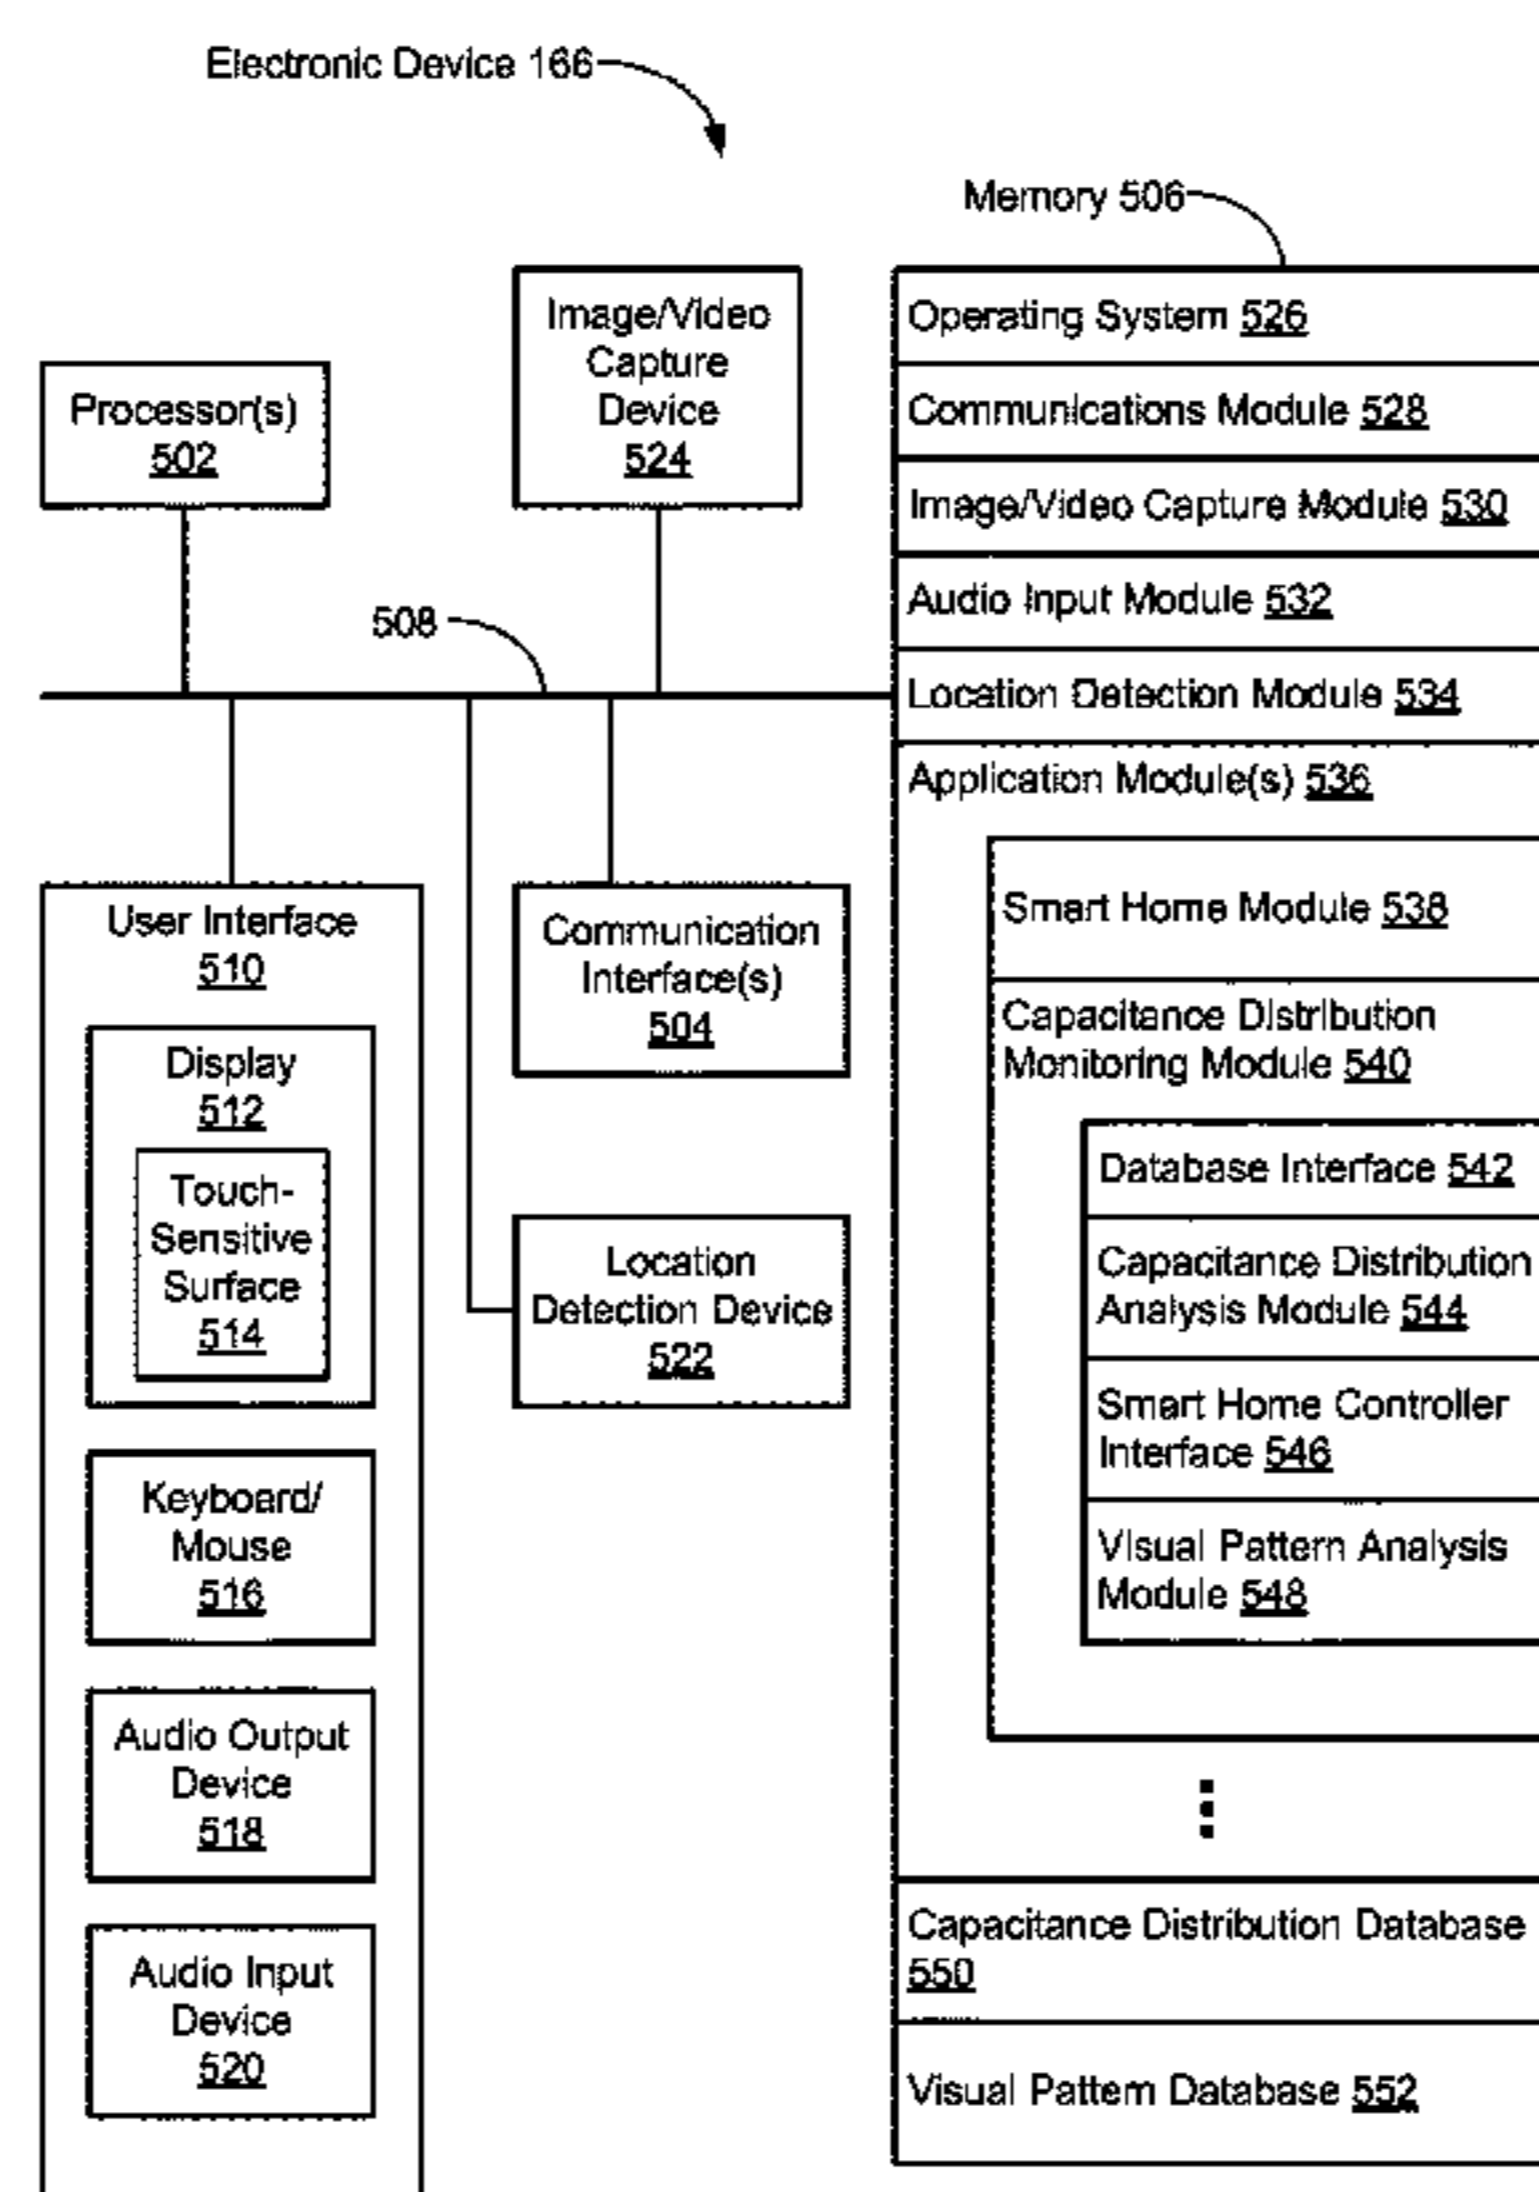 Electronic Device 166
Memory 506
Image/Video
Capture
Device
524
Processor(s)
502
508
User Interface
510
Display
512
Touch-
Sensitive
Surface
514
Keyboard/
Mouse
516
Audio Output
Device
518
Audio Input
Device
520
Communication
Interface(s)
504
Location
Detection Device
522
Operating System 526
Communications Module 528
Image/Video Capture Module 530
Audio Input Module 532
Location Detection Module 534
Application Module(s) 536
Smart Home Module 538
Capacitance Distribution
Monitoring Module 540
Database Interface 542
Capacitance Distribution
Analysis Module 544
Smart Home Controller
Interface 546
Visual Pattern Analysis
Module 548
Capacitance Distribution Database
550
Visual Pattern Database 552